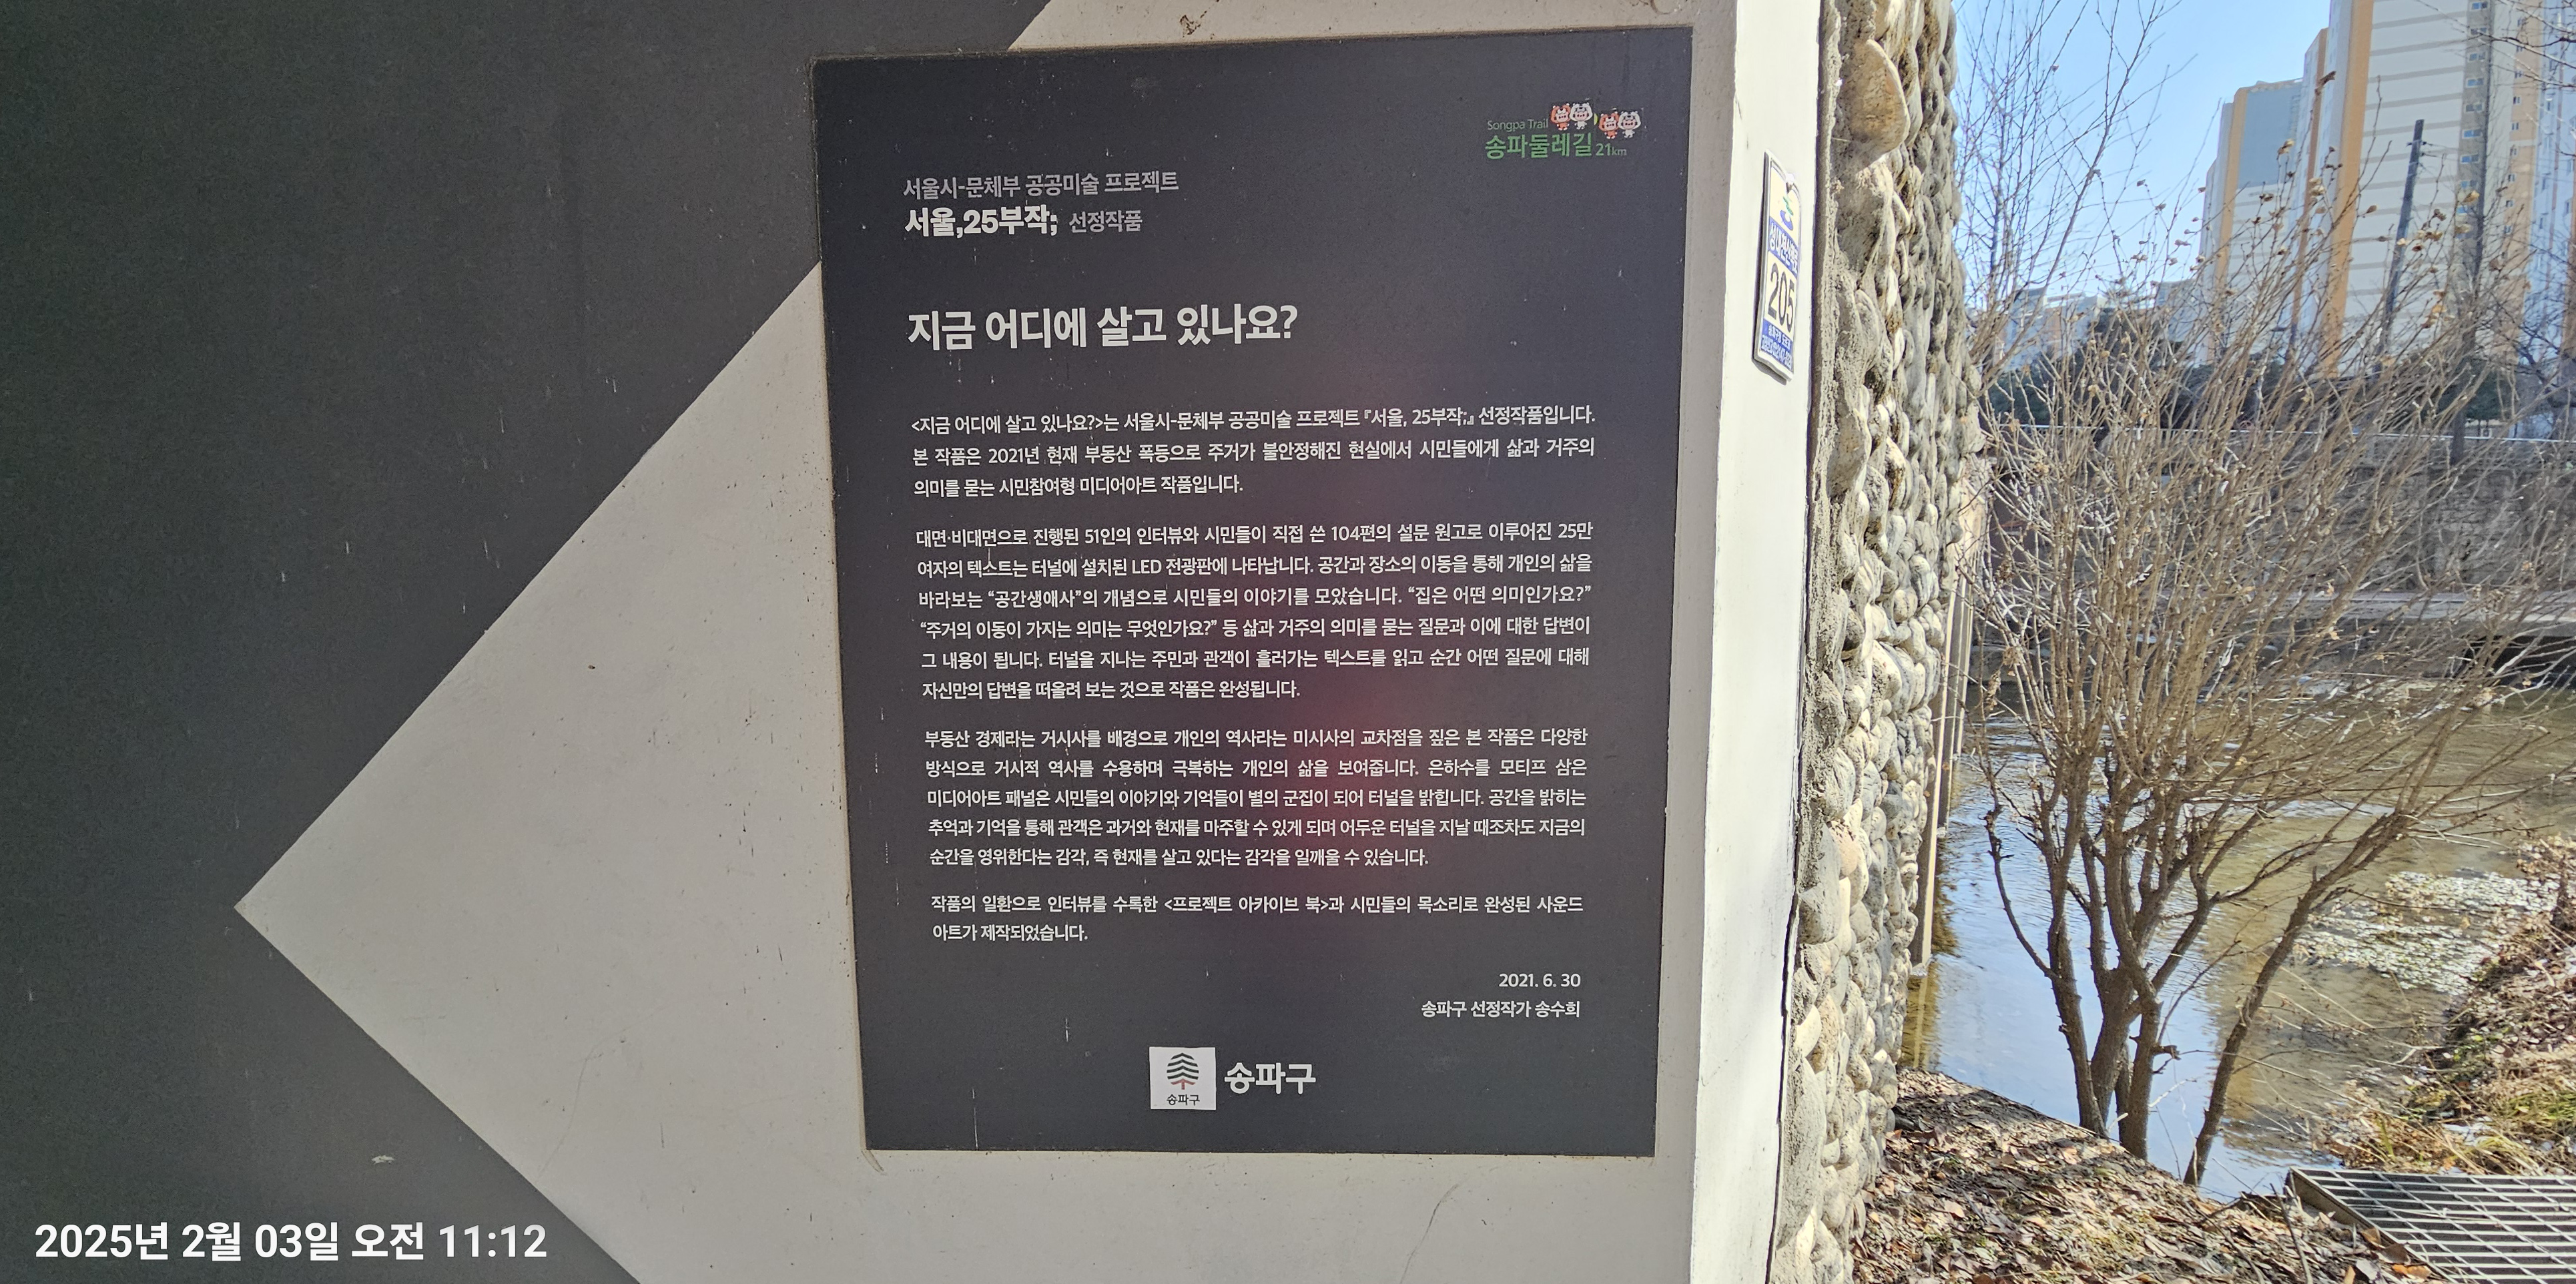 Songpa Trail
송파둘레길 21km
서울시-문체부 공공미술 프로젝트
서울,25부작; 선정작품
지금 어디에 살고 있나요?
<지금 어디에 살고 있나요?>는 서울시-문체부 공공미술 프로젝트 『서울, 25부작;』 선정작품입니다.
본 작품은 2021년 현재 부동산 폭등으로 주거가 불안정해진 현실에서 시민들에게 삶과 거주의
의미를 묻는 시민참여형 미디어아트 작품입니다.
대면·비대면으로 진행된 51인의 인터뷰와 시민들이 직접 쓴 104편의 설문 원고로 이루어진 25만
여자의 텍스트는 터널에 설치된 LED 전광판에 나타납니다. 공간과 장소의 이동을 통해 개인의 삶을
바라보는 “공간생애사”의 개념으로 시민들의 이야기를 모았습니다. “집은 어떤 의미인가요?”
“주거의 이동이 가지는 의미는 무엇인가요?” 등 삶과 거주의 의미를 묻는 질문과 이에 대한 답변이
그 내용이 됩니다. 터널을 지나는 주민과 관객이 흘러가는 텍스트를 읽고 순간 어떤 질문에 대해
자신만의 답변을 떠올려 보는 것으로 작품은 완성됩니다.
부동산 경제라는 거시사를 배경으로 개인의 역사라는 미시사의 교차점을 짚은 본 작품은 다양한
방식으로 거시적 역사를 수용하며 극복하는 개인의 삶을 보여줍니다. 은하수를 모티프 삼은
미디어아트 패널은 시민들의 이야기와 기억들이 별의 군집이 되어 터널을 밝힙니다. 공간을 밝히는
추억과 기억을 통해 관객은 과거와 현재를 마주할 수 있게 되며 어두운 터널을 지날 때조차도 지금의
순간을 영위한다는 감각, 즉 현재를 살고 있다는 감각을 일깨울 수 있습니다.
작품의 일환으로 인터뷰를 수록한 <프로젝트 아카이브 북>과 시민들의 목소리로 완성된 사운드
아트가 제작되었습니다.
2021. 6. 30
송파구 선정작가 송수희
송파구 송파구
205
2025년 2월 03일 오전 11:12